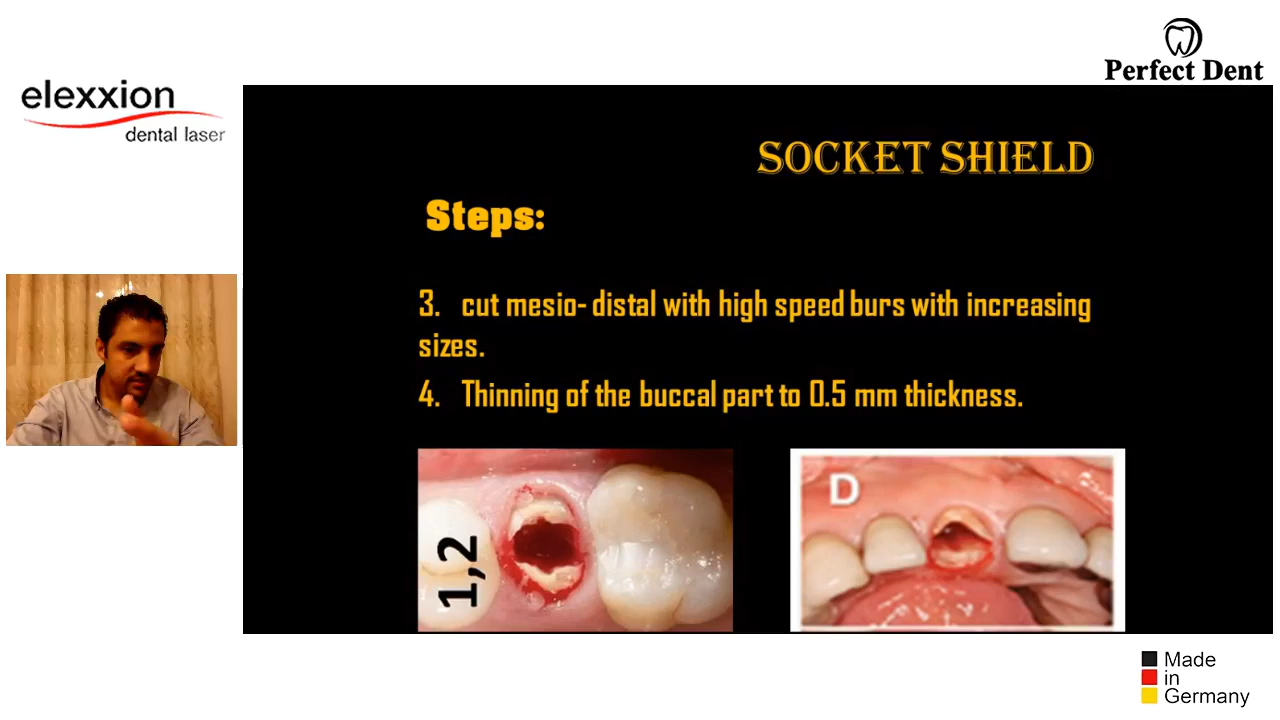 Perfect Dent
elexxion
dental laser
SOCKET SHIELD
Steps:
3. cut mesio- distal with high speed burs with increasing
sizes.
4. Thinning of the buccal part to 0.5 mm thickness.
1,2
D
Made
in
Germany